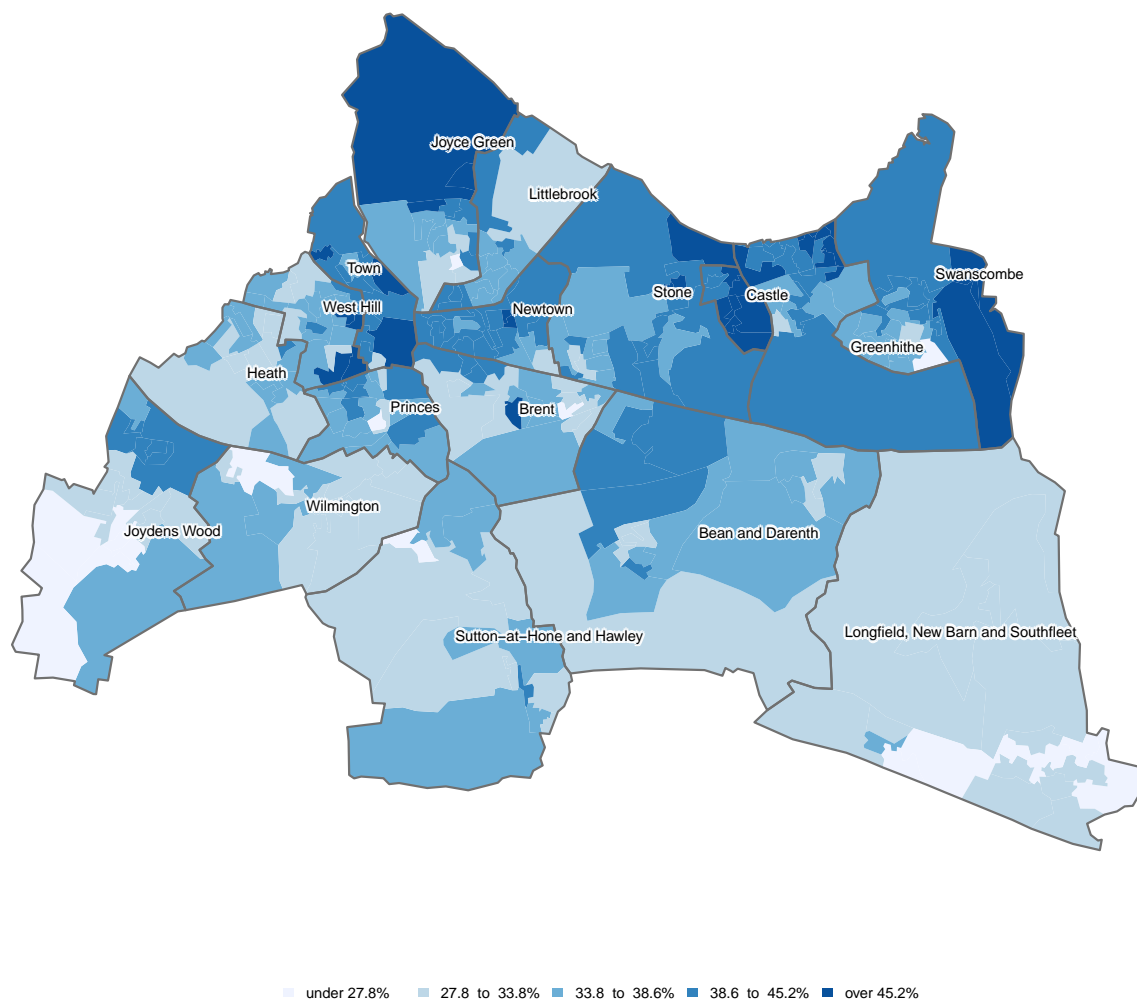 Joyce Green
Littlebrook
Town
Swanscombe
Stone
Castle
West Hill
Newtown
Greenhithe
Heath
Princes
Brent
Wilmington
Joydens Wood
Bean and Darenth
Sutton−at−Hone and Hawley
Longfield, New Barn and Southfleet
under 27.8% 27.8 to 33.8% 33.8 to 38.6% 38.6 to 45.2% over 45.2%